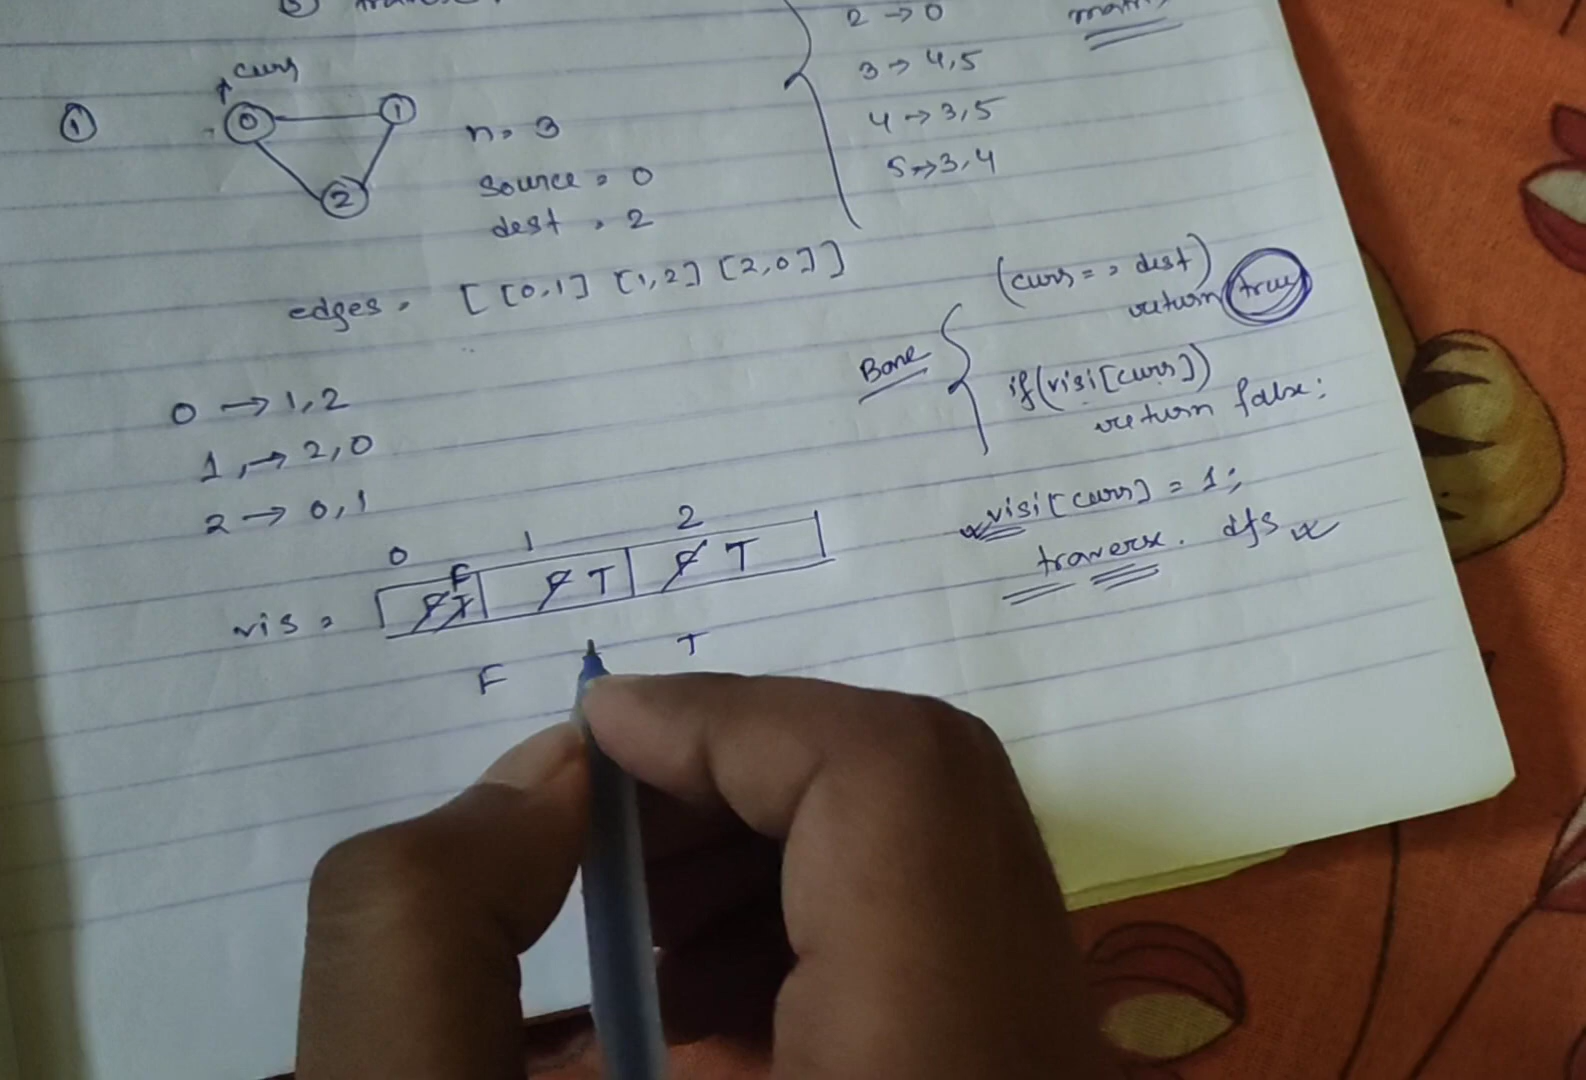 2 → 0
3 → 4,5
4 → 3,5
5 → 3,4
①
curr
0
1
2
n = 3
source = 0
dest = 2
edges = [ [0,1] [1,2] [2,0] ]
0 → 1,2
1 → 2,0
2 → 0,1
Base
(curr == dest)
return true
if(visi[curr])
return false;
visi[curr] = 1;
traverse. dfs
0 1 2
vis =
F T F
F T
F T
F T